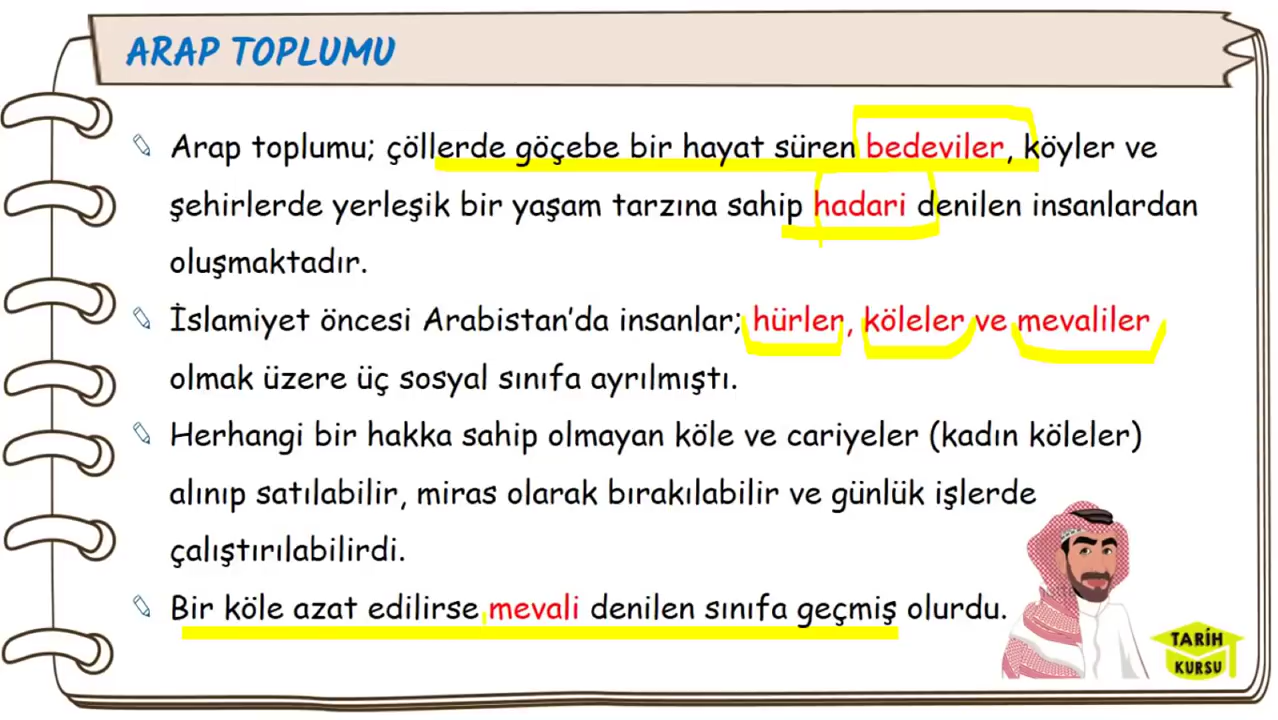 ARAP TOPLUMU
Arap toplumu; çöllerde göçebe bir hayat süren bedeviler, köyler ve
şehirlerde yerleşik bir yaşam tarzına sahip hadari denilen insanlardan
oluşmaktadır.
İslamiyet öncesi Arabistan'da insanlar; hürler, köleler ve mevaliler
olmak üzere üç sosyal sınıfa ayrılmıştı.
Herhangi bir hakka sahip olmayan köle ve cariyeler (kadın köleler)
alınıp satılabilir, miras olarak bırakılabilir ve günlük işlerde
çalıştırılabilirdi.
Bir köle azat edilirse mevali denilen sınıfa geçmiş olurdu.
TARİH
KURSU